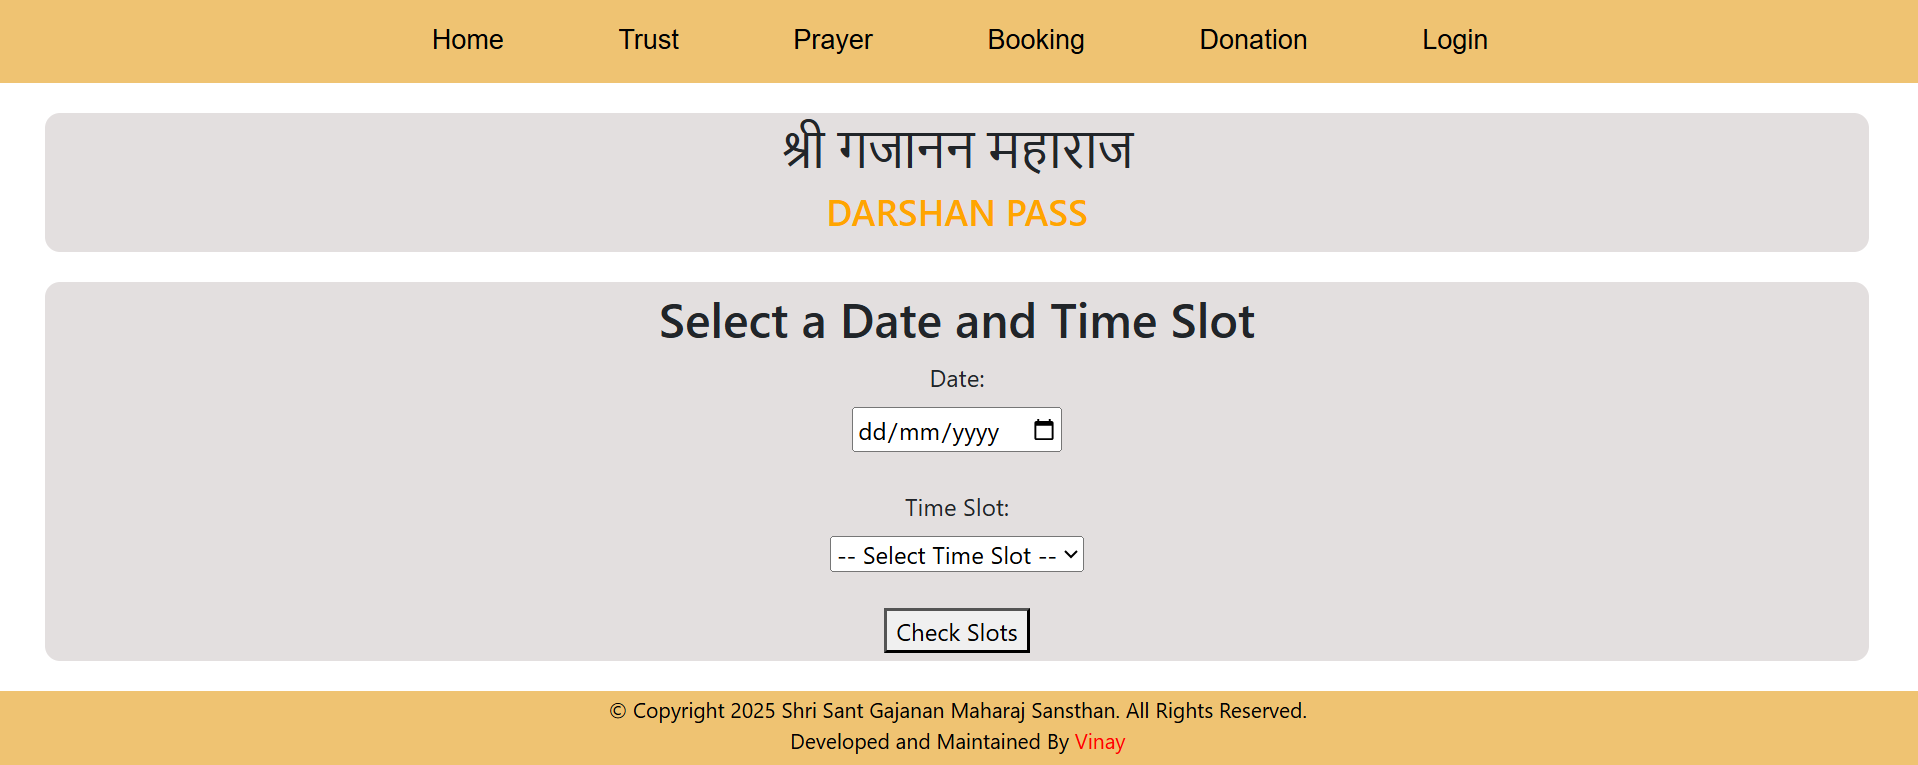 Home Trust Prayer Booking Donation Login
श्री गजानन महाराज
DARSHAN PASS
Select a Date and Time Slot
Date:
dd/mm/yyyy
Time Slot:
-- Select Time Slot --
Check Slots
© Copyright 2025 Shri Sant Gajanan Maharaj Sansthan. All Rights Reserved.
Developed and Maintained By Vinay